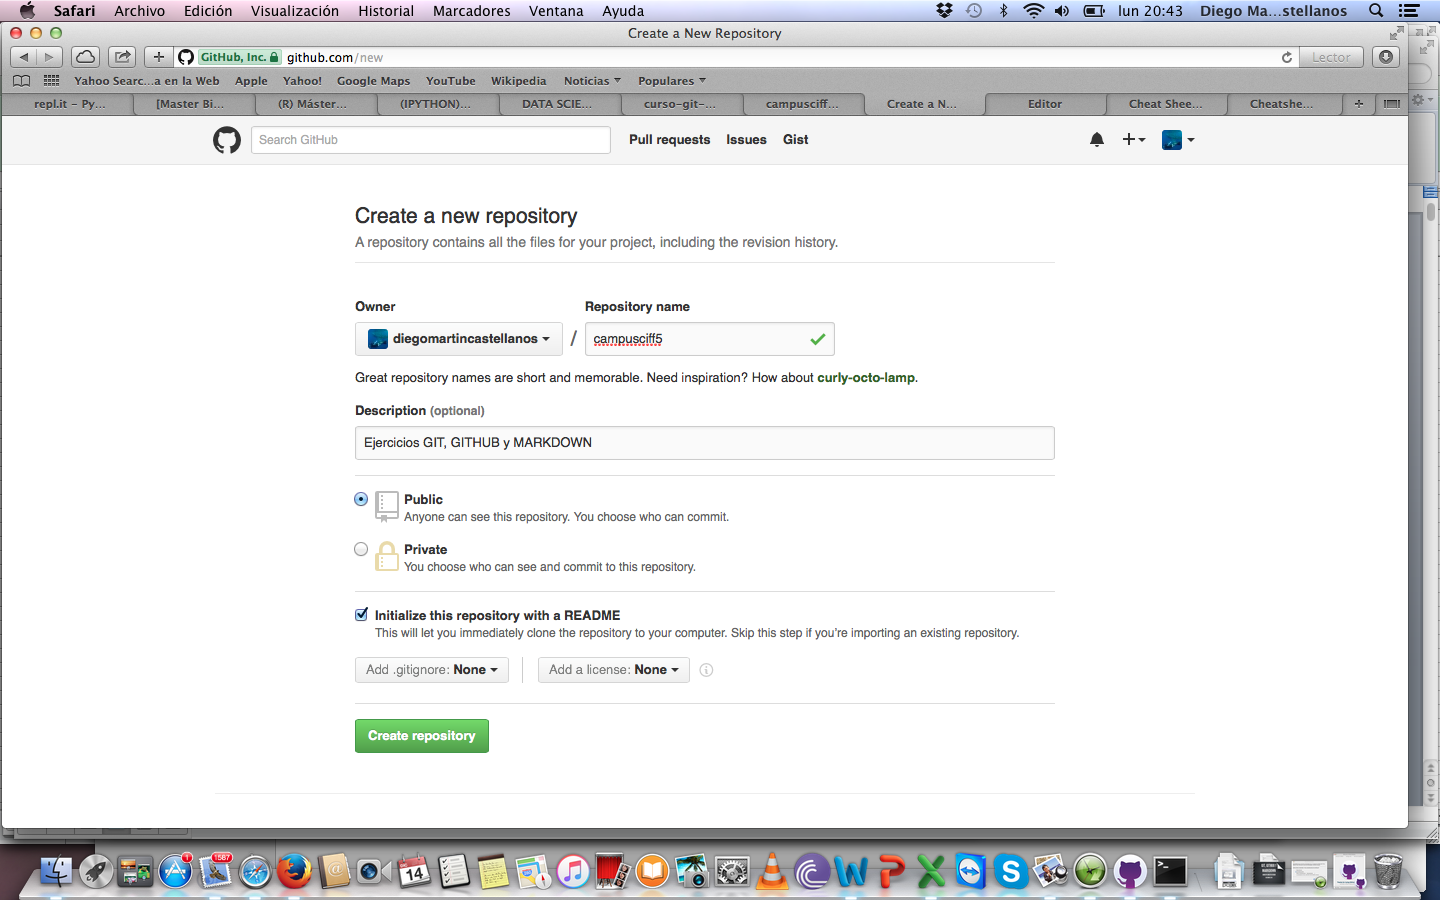 Safari Archivo Edición Visualización Historial Marcadores Ventana Ayuda lun 20:43 Diego Ma...stellanos
Create a New Repository
GitHub, Inc. github.com/new Lector
Yahoo Searc...a en la Web Apple Yahoo! Google Maps YouTube Wikipedia Noticias Populares
repl.it – Py... [Master Bi... (R) Máster... (IPYTHON)... DATA SCIE... curso-git-... campusciff... Create a N... Editor Cheat Shee... Cheatshe...
Search GitHub Pull requests Issues Gist
Create a new repository
A repository contains all the files for your project, including the revision history.
Owner Repository name
diegomartincastellanos / campusciff5
Great repository names are short and memorable. Need inspiration? How about curly-octo-lamp.
Description (optional)
Ejercicios GIT, GITHUB y MARKDOWN
Public
Anyone can see this repository. You choose who can commit.
Private
You choose who can see and commit to this repository.
Initialize this repository with a README
This will let you immediately clone the repository to your computer. Skip this step if you're importing an existing repository.
Add .gitignore: None Add a license: None
Create repository
1 1587 14